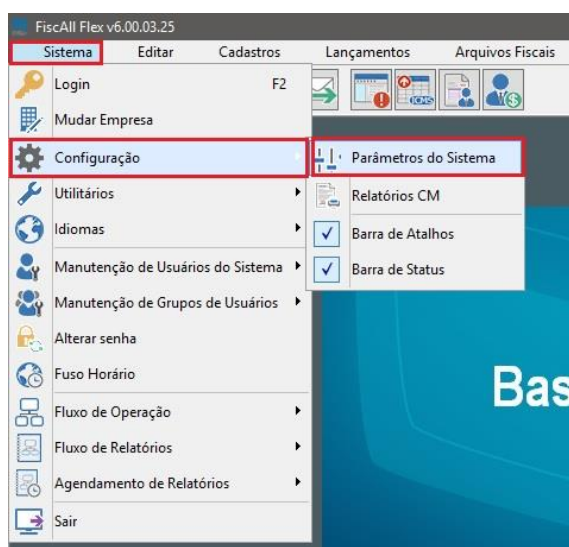 FiscAll Flex v6.00.03.25
Sistema Editar Cadastros Lançamentos Arquivos Fiscais
Login F2
Mudar Empresa
Configuração
Utilitários
Idiomas
Manutenção de Usuários do Sistema
Manutenção de Grupos de Usuários
Alterar senha
Fuso Horário
Fluxo de Operação
Fluxo de Relatórios
Agendamento de Relatórios
Sair
Parâmetros do Sistema
Relatórios CM
Barra de Atalhos
Barra de Status
ICMS
Bas